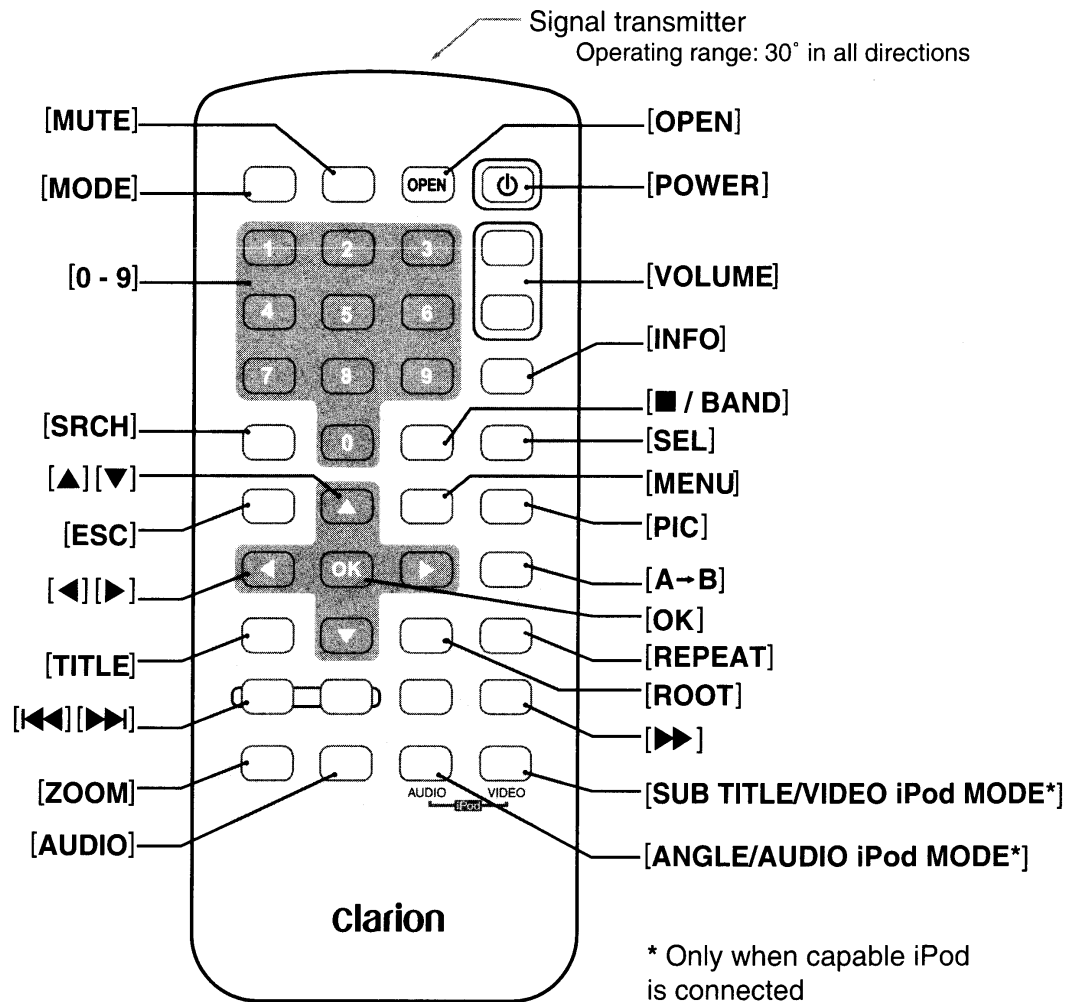 Signal transmitter
Operating range: 30˚ in all directions
[MUTE]
[OPEN]
[MODE]
OPEN
[POWER]
1 2 3
[0 - 9]
[VOLUME]
4 5 6
[INFO]
7 8 9
[■ / BAND]
[SRCH]
0
[SEL]
[▲][▼]
[MENU]
▲
[ESC]
[PIC]
[◀][▶]
◀ OK ▶
[A→B]
[OK]
▼
[TITLE]
[REPEAT]
[ROOT]
[|◀◀][▶▶|]
[▶▶]
[ZOOM]
AUDIO VIDEO
iPod
[SUB TITLE/VIDEO iPod MODE*]
[AUDIO]
[ANGLE/AUDIO iPod MODE*]
clarion
* Only when capable iPod
is connected